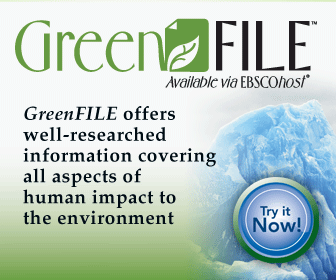 GreenFILE™
Available via EBSCOhost®
GreenFILE offers
well-researched
information covering
all aspects of
human impact to
the environment
Try it
Now!